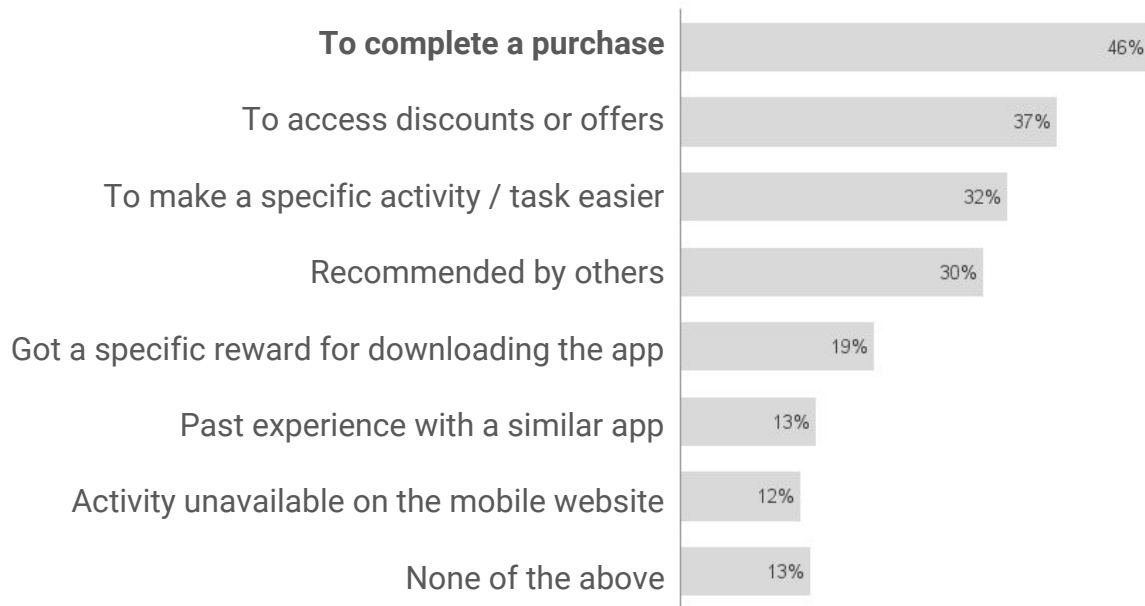 To complete a purchase 46%
To access discounts or offers 37%
To make a specific activity / task easier 32%
Recommended by others 30%
Got a specific reward for downloading the app 19%
Past experience with a similar app 13%
Activity unavailable on the mobile website 12%
None of the above 13%